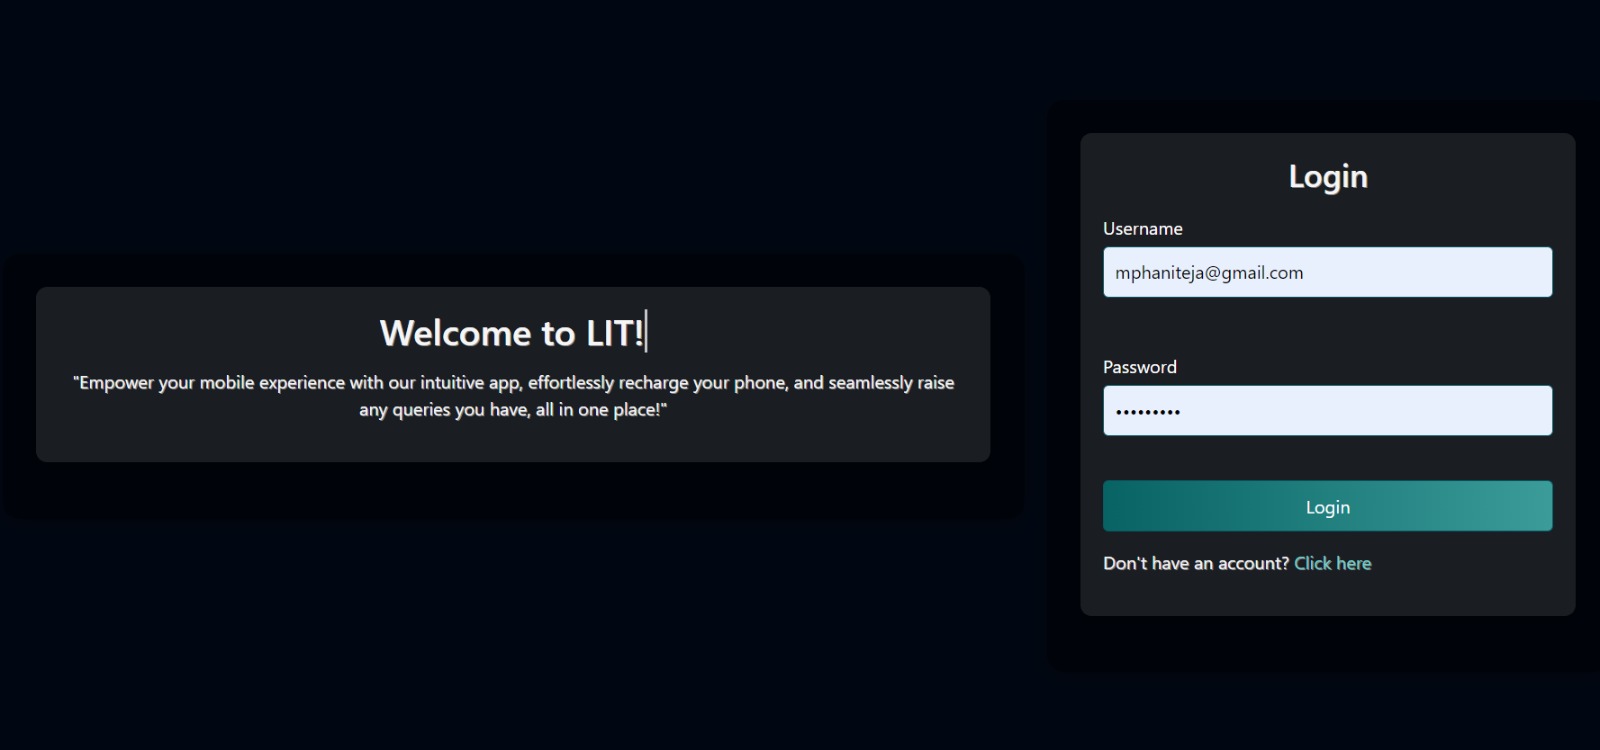 Welcome to LIT!
"Empower your mobile experience with our intuitive app, effortlessly recharge your phone, and seamlessly raise
any queries you have, all in one place!"
Login
Username
mphaniteja@gmail.com
Password
•••••••••
Login
Don't have an account? Click here